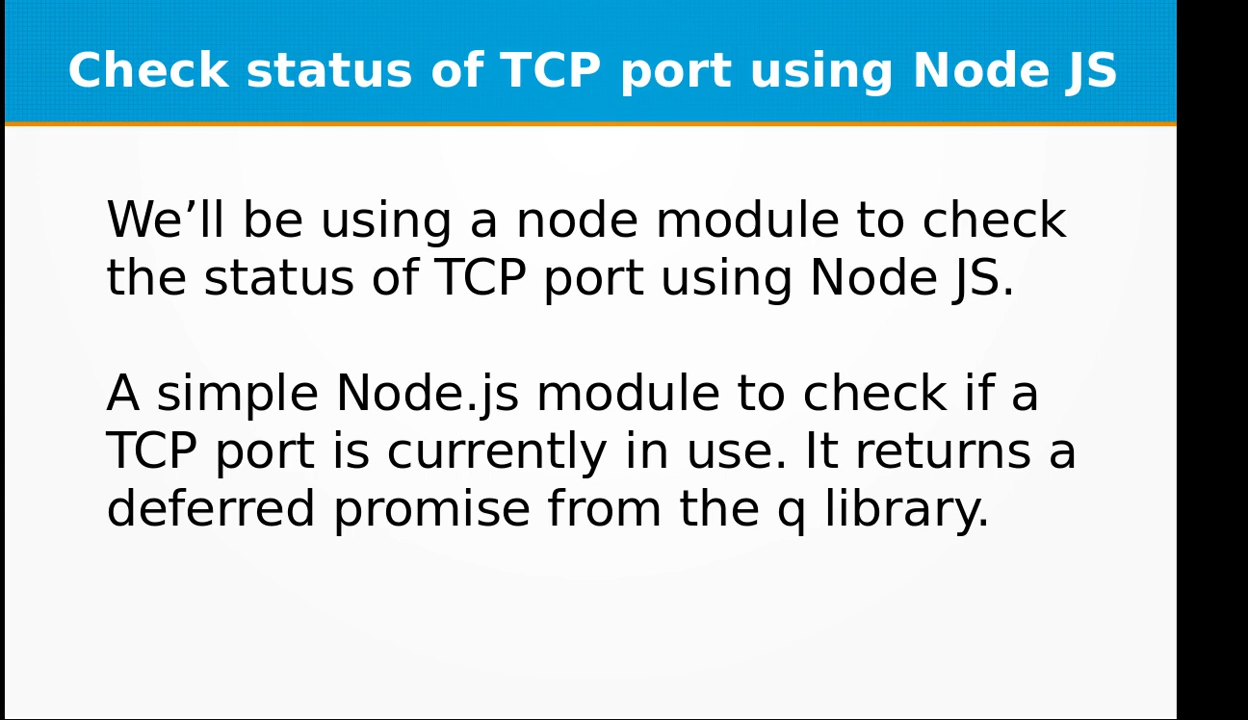 Check status of TCP port using Node JS
We’ll be using a node module to check
the status of TCP port using Node JS.
A simple Node.js module to check if a
TCP port is currently in use. It returns a
deferred promise from the q library.